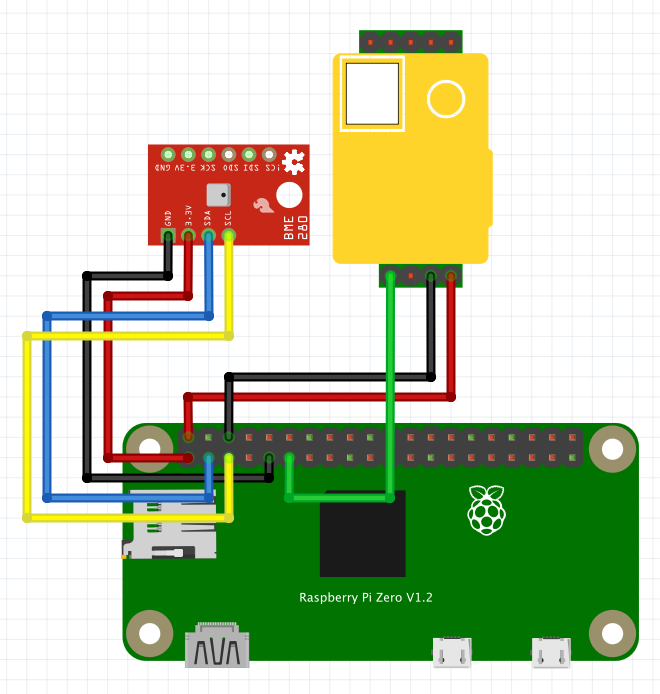 GND 3.3V SCK SDO SDI !CS
GND
3.3V
SDA
SCL
BME
280
Raspberry Pi Zero V1.2